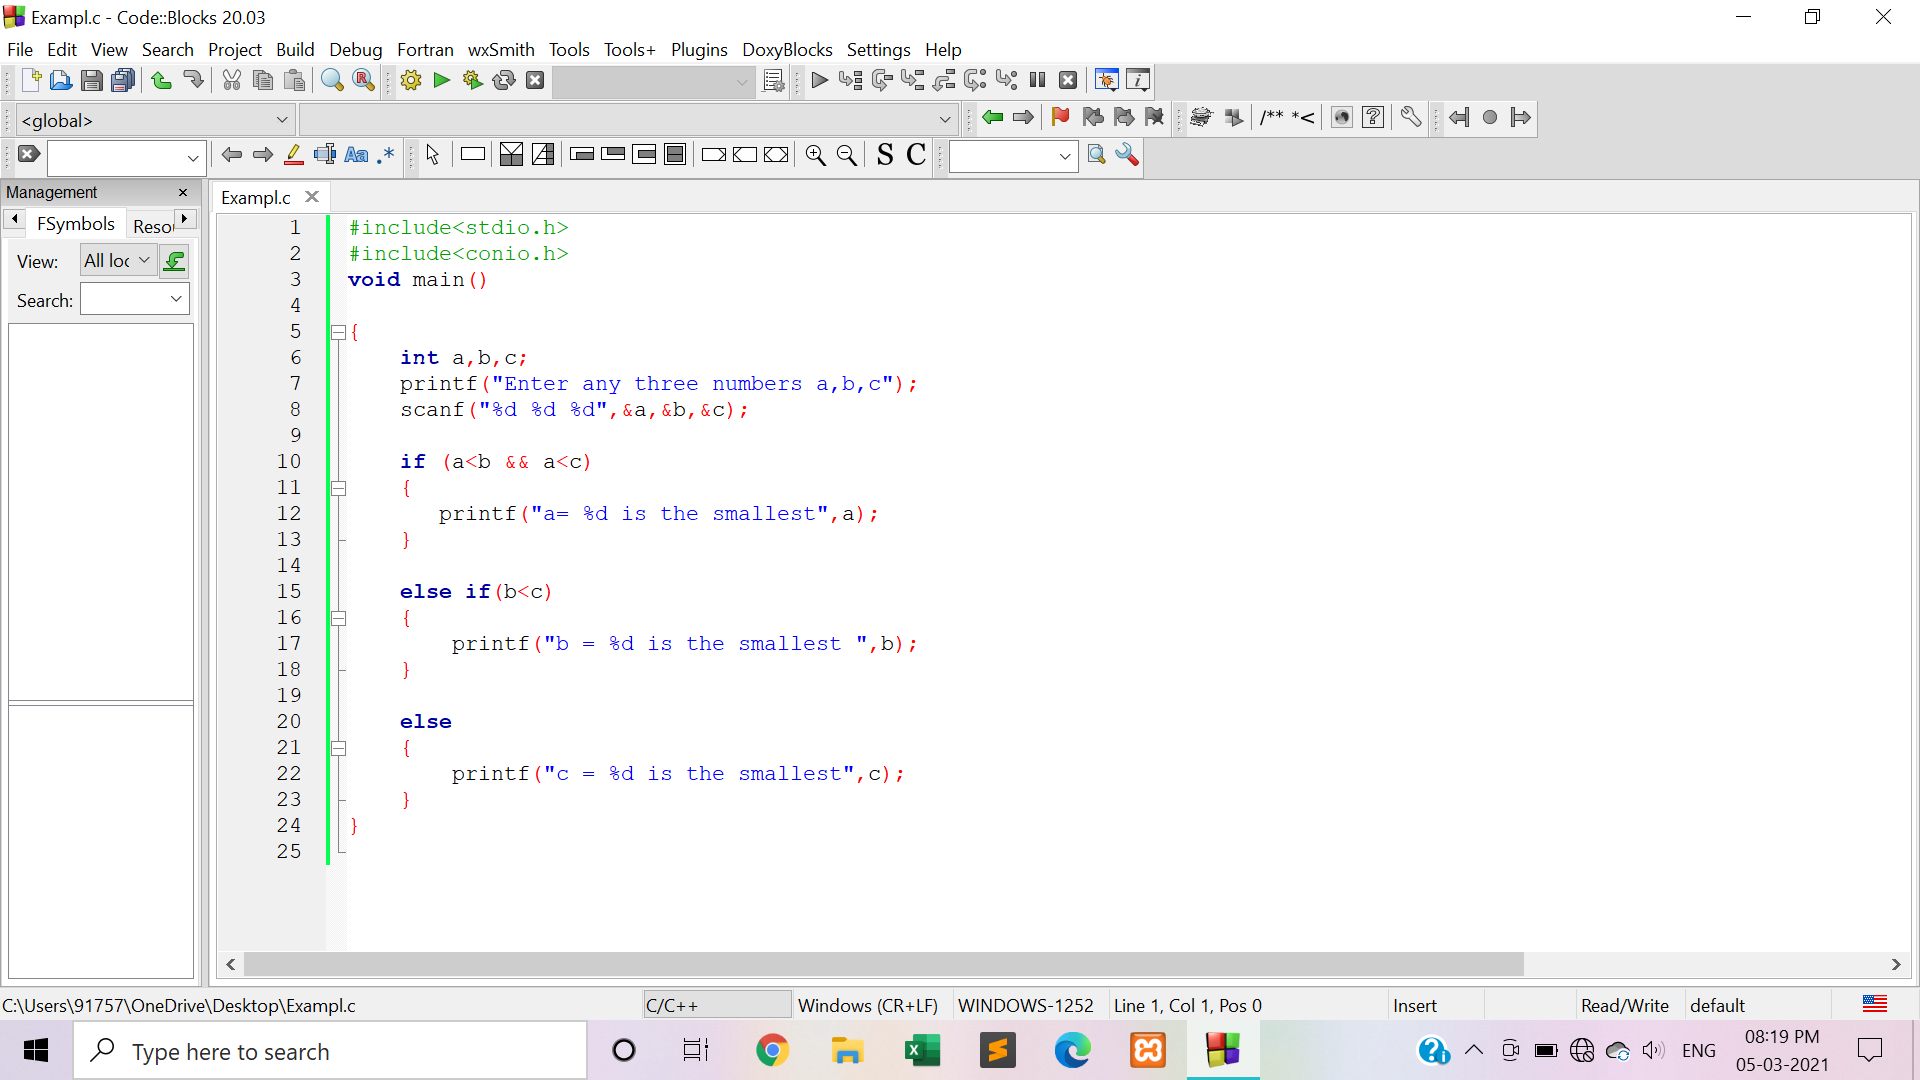 Exampl.c - Code::Blocks 20.03
File Edit View Search Project Build Debug Fortran wxSmith Tools Tools+ Plugins DoxyBlocks Settings Help
<global>
/** *<
Aa .*
S C
Management
Exampl.c
FSymbols
View: All loc
Search:
1 #include<stdio.h>
2 #include<conio.h>
3 void main()
4
5 {
6 int a,b,c;
7 printf("Enter any three numbers a,b,c");
8 scanf("%d %d %d",&a,&b,&c);
9
10 if (a<b && a<c)
11 {
12 printf("a= %d is the smallest",a);
13 }
14
15 else if(b<c)
16 {
17 printf("b = %d is the smallest ",b);
18 }
19
20 else
21 {
22 printf("c = %d is the smallest",c);
23 }
24 }
25
C:\Users\91757\OneDrive\Desktop\Exampl.c C/C++ Windows (CR+LF) WINDOWS-1252 Line 1, Col 1, Pos 0 Insert Read/Write default
Type here to search
ENG
08:19 PM
05-03-2021